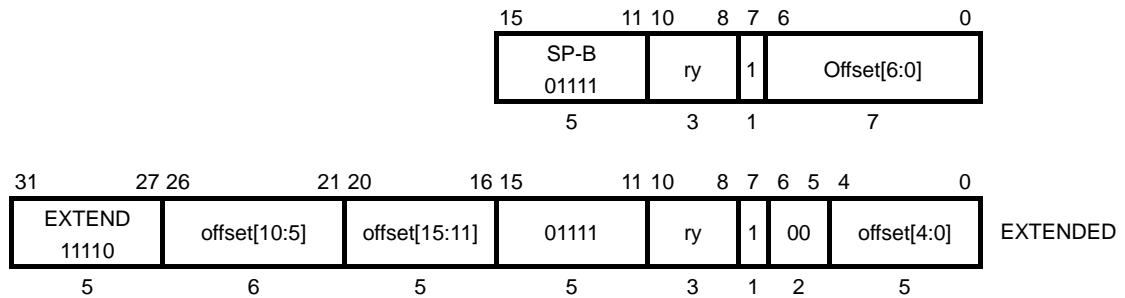 15 11 10 8 7 6 0
SP-B
01111 ry 1 Offset[6:0]
5 3 1 7
31 27 26 21 20 16 15 11 10 8 7 6 5 4 0
EXTEND
11110 offset[10:5] offset[15:11] 01111 ry 1 00 offset[4:0] EXTENDED
5 6 5 5 3 1 2 5